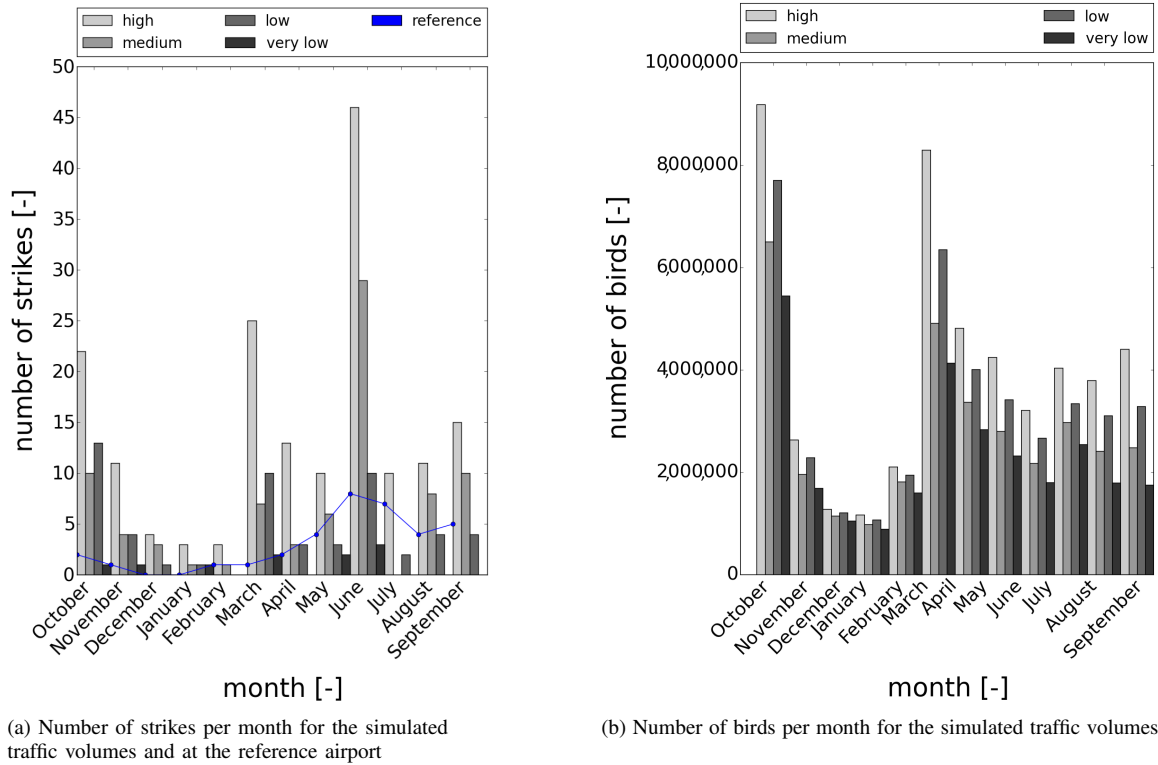 high
low
reference
medium
very low
50
45
40
35
30
25
20
15
10
5
0
number of strikes [-]
October
November
December
January
February
March
April
May
June
July
August
September
month [-]
(a) Number of strikes per month for the simulated
traffic volumes and at the reference airport
high
low
medium
very low
10,000,000
8,000,000
6,000,000
4,000,000
2,000,000
0
number of birds [-]
October
November
December
January
February
March
April
May
June
July
August
September
month [-]
(b) Number of birds per month for the simulated traffic volumes